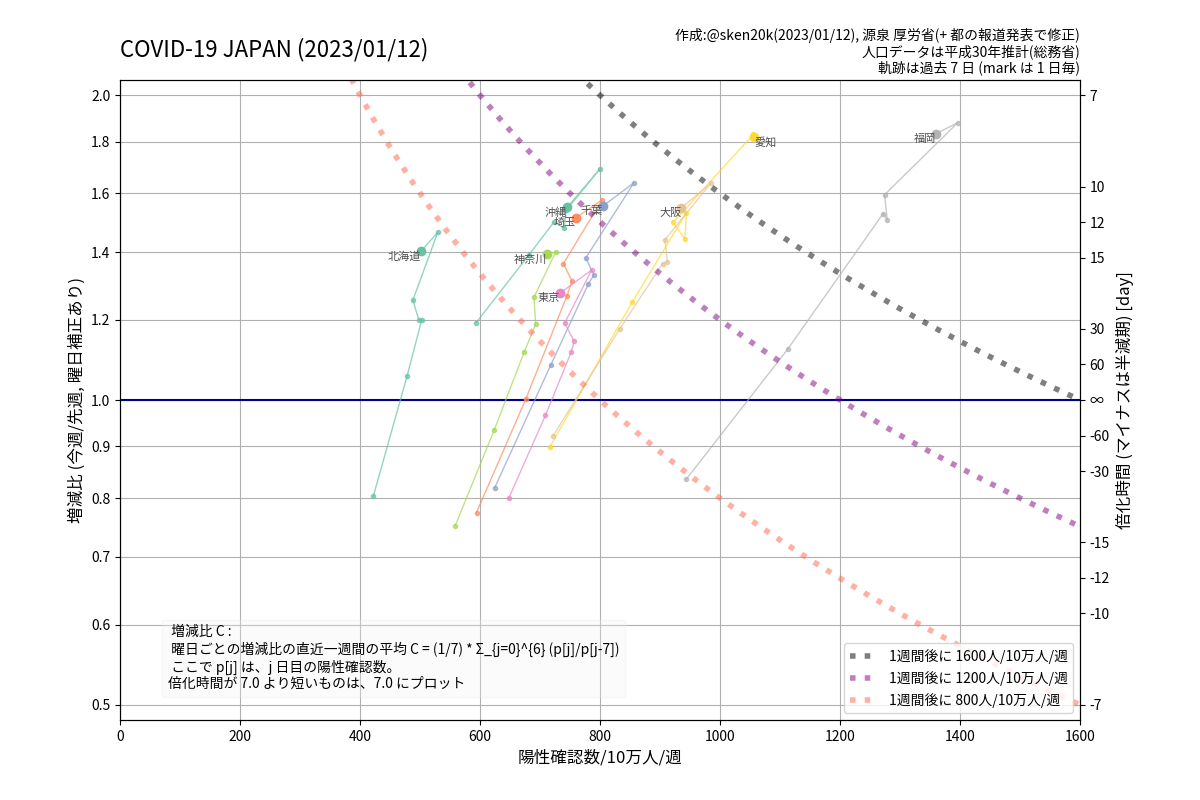 COVID-19 JAPAN (2023/01/12)
作成:@sken20k(2023/01/12), 源泉 厚労省(+ 都の報道発表で修正)
人口データは平成30年推計(総務省)
軌跡は過去 7 日 (mark は 1 日毎)
増減比 (今週/先週, 曜日補正あり)
2.0
1.8
1.6
1.4
1.2
1.0
0.9
0.8
0.7
0.6
0.5
愛知
福岡
沖縄
千葉
埼玉
大阪
北海道
神奈川
東京
7
10
12
15
30
60
∞
-60
-30
-15
-12
-10
-7
倍化時間 (マイナスは半減期) [day]
増減比 C :
曜日ごとの増減比の直近一週間の平均 C = (1/7) * Σ_{j=0}^{6} (p[j]/p[j-7])
ここで p[j] は、j 日目の陽性確認数。
倍化時間が 7.0 より短いものは、7.0 にプロット
1週間後に 1600人/10万人/週
1週間後に 1200人/10万人/週
1週間後に 800人/10万人/週
0 200 400 600 800 1000 1200 1400 1600
陽性確認数/10万人/週